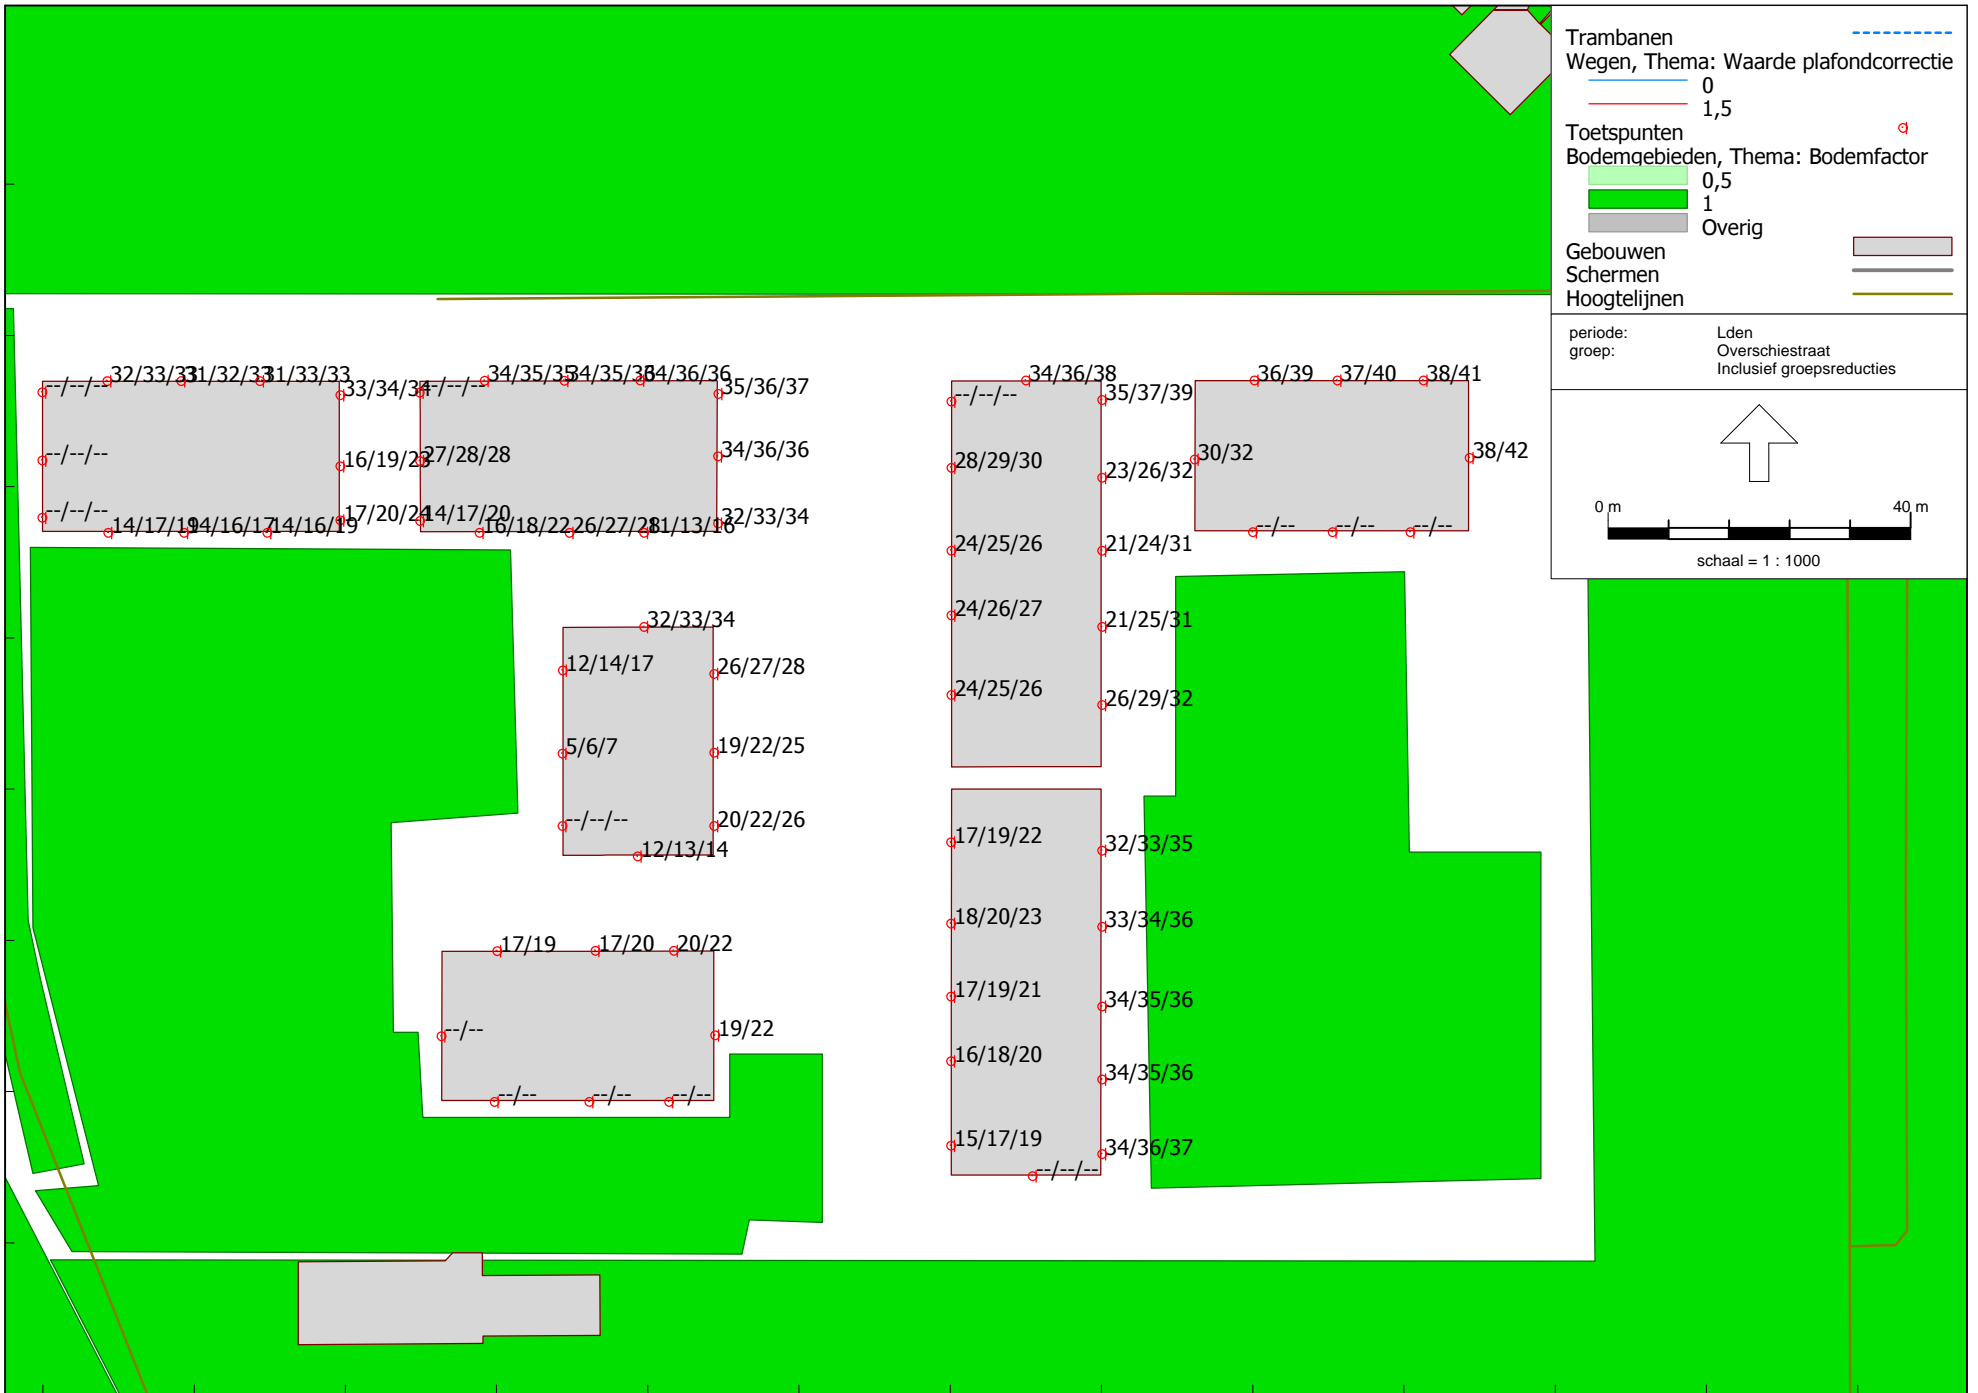 Trambanen
Wegen, Thema: Waarde plafondcorrectie
0
1,5
Toetspunten
Bodemgebieden, Thema: Bodemfactor
0,5
1
Overig
Gebouwen
Schermen
Hoogtelijnen
periode: Lden
groep: Overschiestraat
Inclusief groepsreducties
0 m 40 m
schaal = 1 : 1000
--/--/-- 32/33/33 31/32/33 31/33/33 33/34/34
--/--/-- 16/19/23
--/--/-- 14/17/19 14/16/17 14/16/19 17/20/24
--/--/-- 34/35/35 34/35/36 34/36/36 35/36/37
27/28/28 34/36/36
14/17/20 16/18/22 26/27/28 11/13/16 32/33/34
34/36/38
--/--/-- 35/37/39
28/29/30 23/26/32
24/25/26 21/24/31
24/26/27 21/25/31
24/25/26 26/29/32
36/39 37/40 38/41
30/32 38/42
--/-- --/-- --/--
32/33/34
12/14/17 26/27/28
5/6/7 19/22/25
--/--/-- 20/22/26
12/13/14
17/19 17/20 20/22
--/-- 19/22
--/-- --/-- --/--
17/19/22 32/33/35
18/20/23 33/34/36
17/19/21 34/35/36
16/18/20 34/35/36
15/17/19 34/36/37
--/--/--